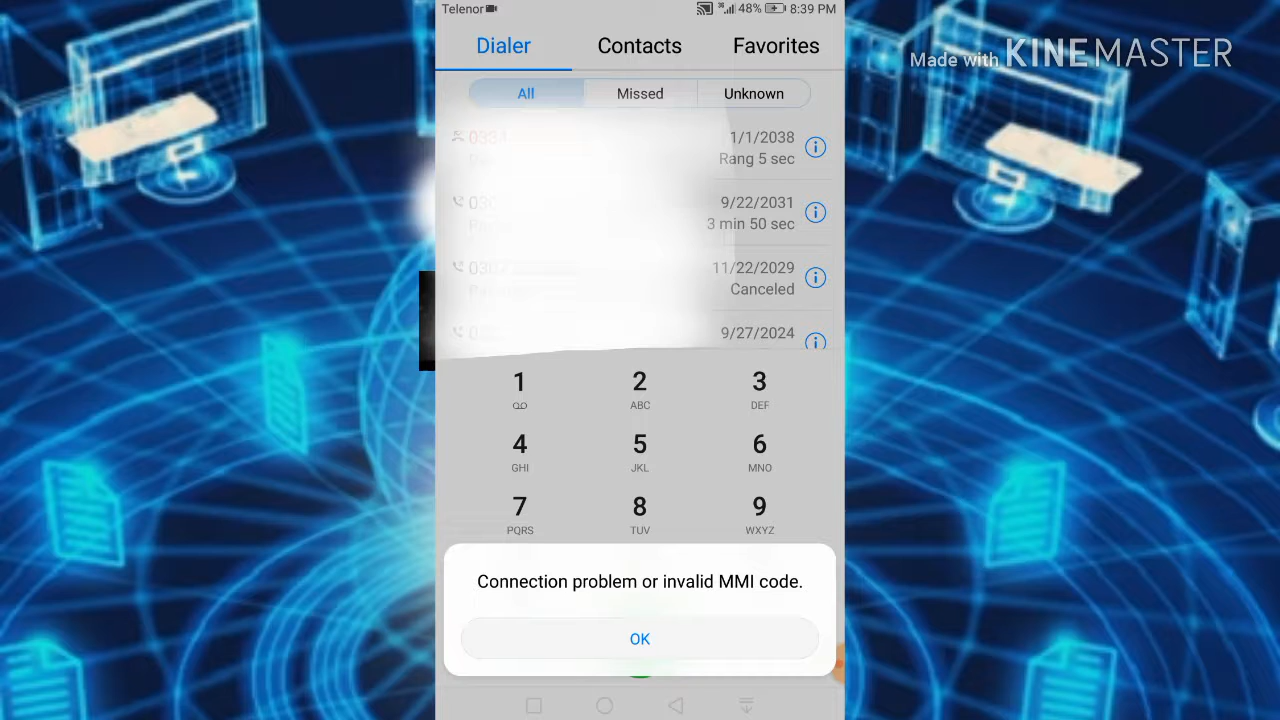 Telenor
48% 8:39 PM
Dialer Contacts Favorites
Made with KINEMASTER
All Missed Unknown
1/1/2038
Rang 5 sec
9/22/2031
3 min 50 sec
11/22/2029
Canceled
9/27/2024
1 2 3
ABC DEF
4 5 6
GHI JKL MNO
7 8 9
PQRS TUV WXYZ
Connection problem or invalid MMI code.
OK